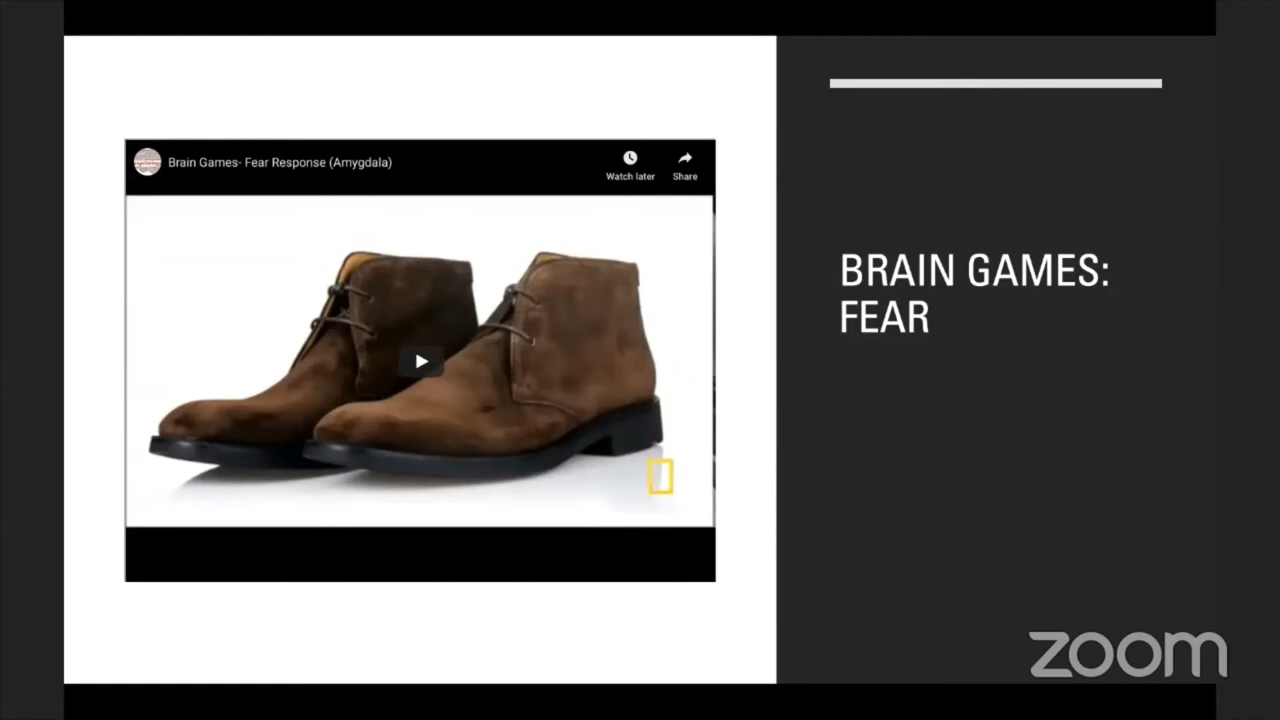 Brain Games- Fear Response (Amygdala)
Watch later
Share
BRAIN GAMES:
FEAR
zoom